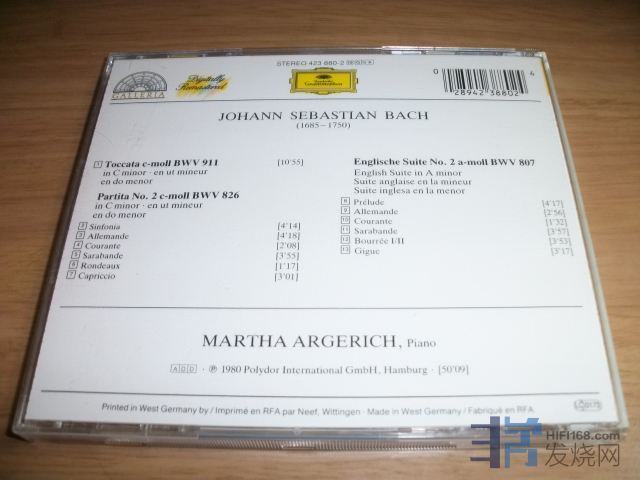 STEREO 423 880-2
GALLERIA
Digitally
Remastered
Deutsche
Grammophon
0 28942 38802 4
JOHANN SEBASTIAN BACH
(1685–1750)
1 Toccata c-moll BWV 911 [10'55]
in C minor · en ut mineur
en do menor
Partita No. 2 c-moll BWV 826
in C minor · en ut mineur
en do menor
2 Sinfonia [4'14]
3 Allemande [4'18]
4 Courante [2'08]
5 Sarabande [3'55]
6 Rondeaux [1'17]
7 Capriccio [3'01]
Englische Suite No. 2 a-moll BWV 807
English Suite in A minor
Suite anglaise en la mineur
Suite inglesa en la menor
8 Prélude [4'17]
9 Allemande [2'56]
10 Courante [1'32]
11 Sarabande [3'57]
12 Bourrée I/II [3'53]
13 Gigue [3'17]
MARTHA ARGERICH, Piano
ADD · ℗ 1980 Polydor International GmbH, Hamburg · [50'09]
Printed in West Germany by / Imprimé en RFA par Neef, Wittingen · Made in West Germany / Fabriqué en RFA
HIFI168.com
发烧网